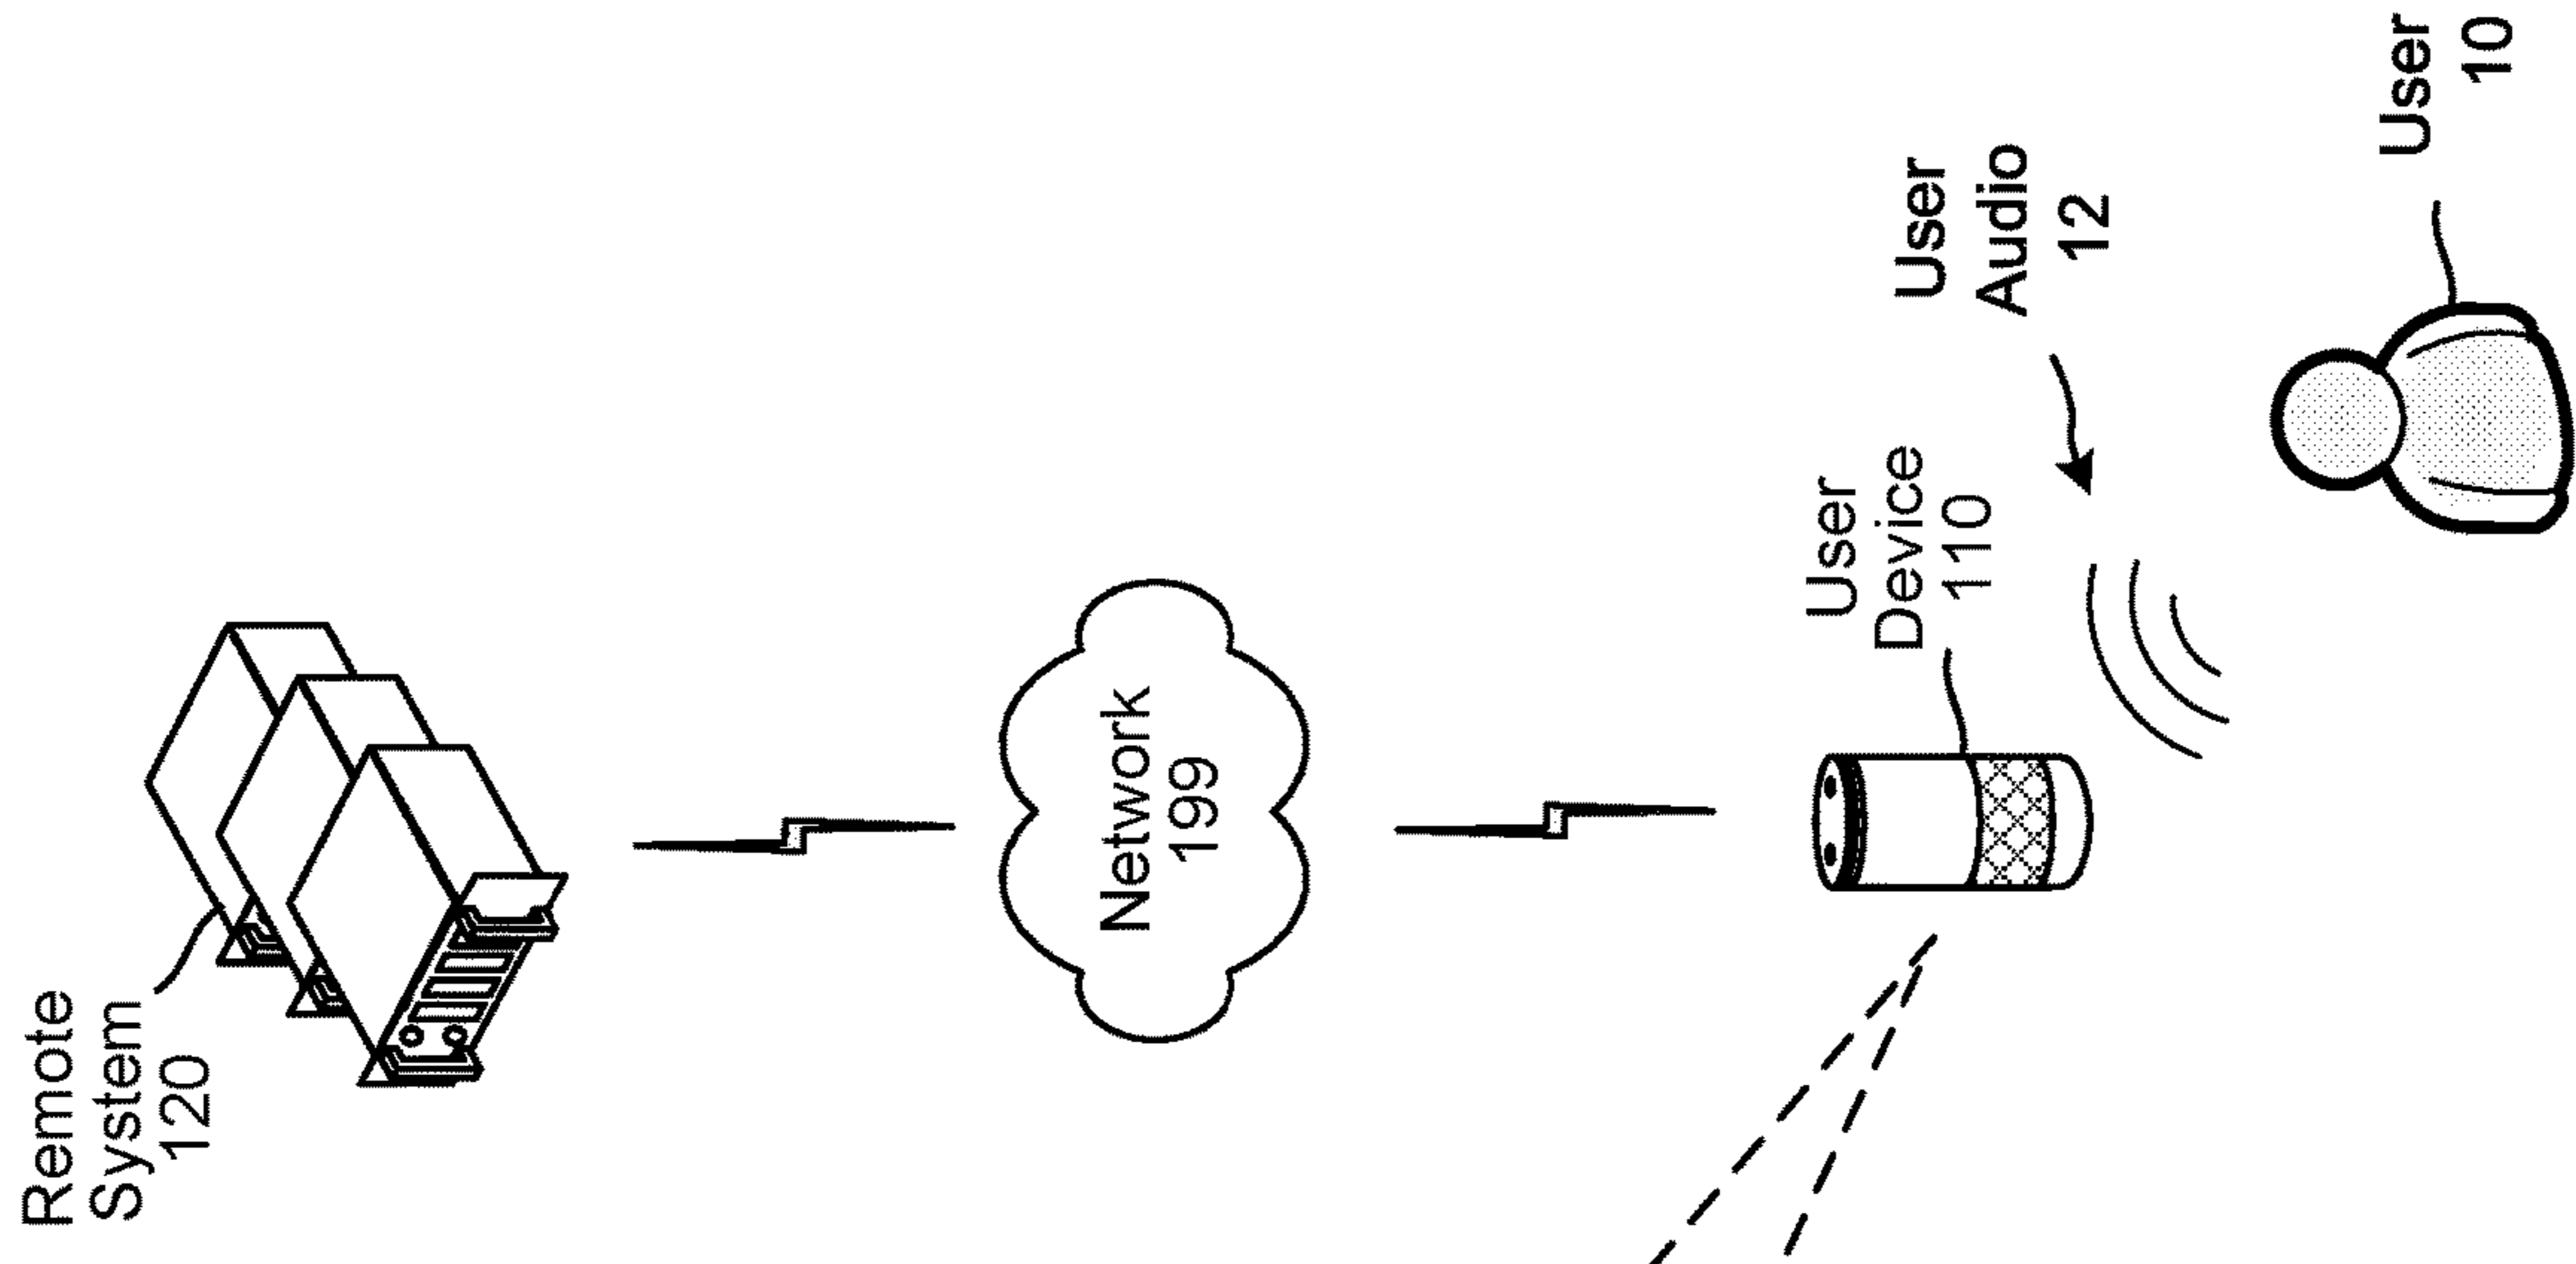 Remote
System
120
Network
199
User
Device
110
User
Audio
12
User
10